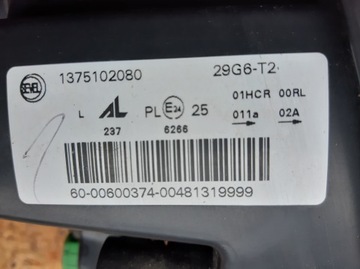 SEVEL
1375102080 29G6-T2
L AL PL E24 25 01HCR 00RL
237 6266 011a 02A
60-00600374-00481319999